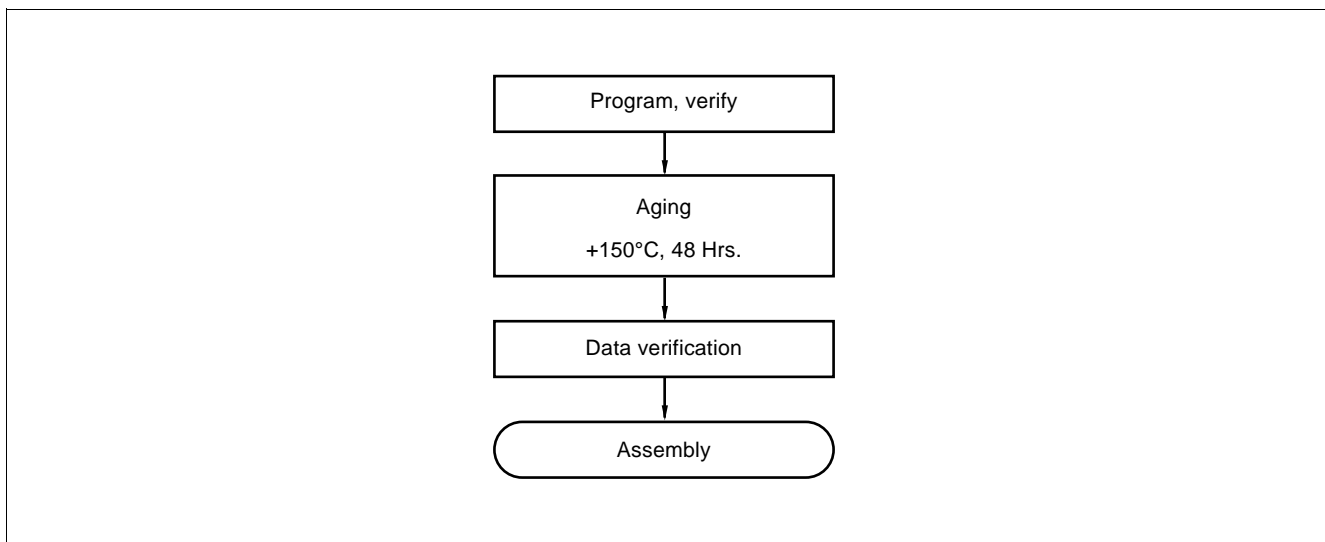 Program, verify
Aging
+150°C, 48 Hrs.
Data verification
Assembly